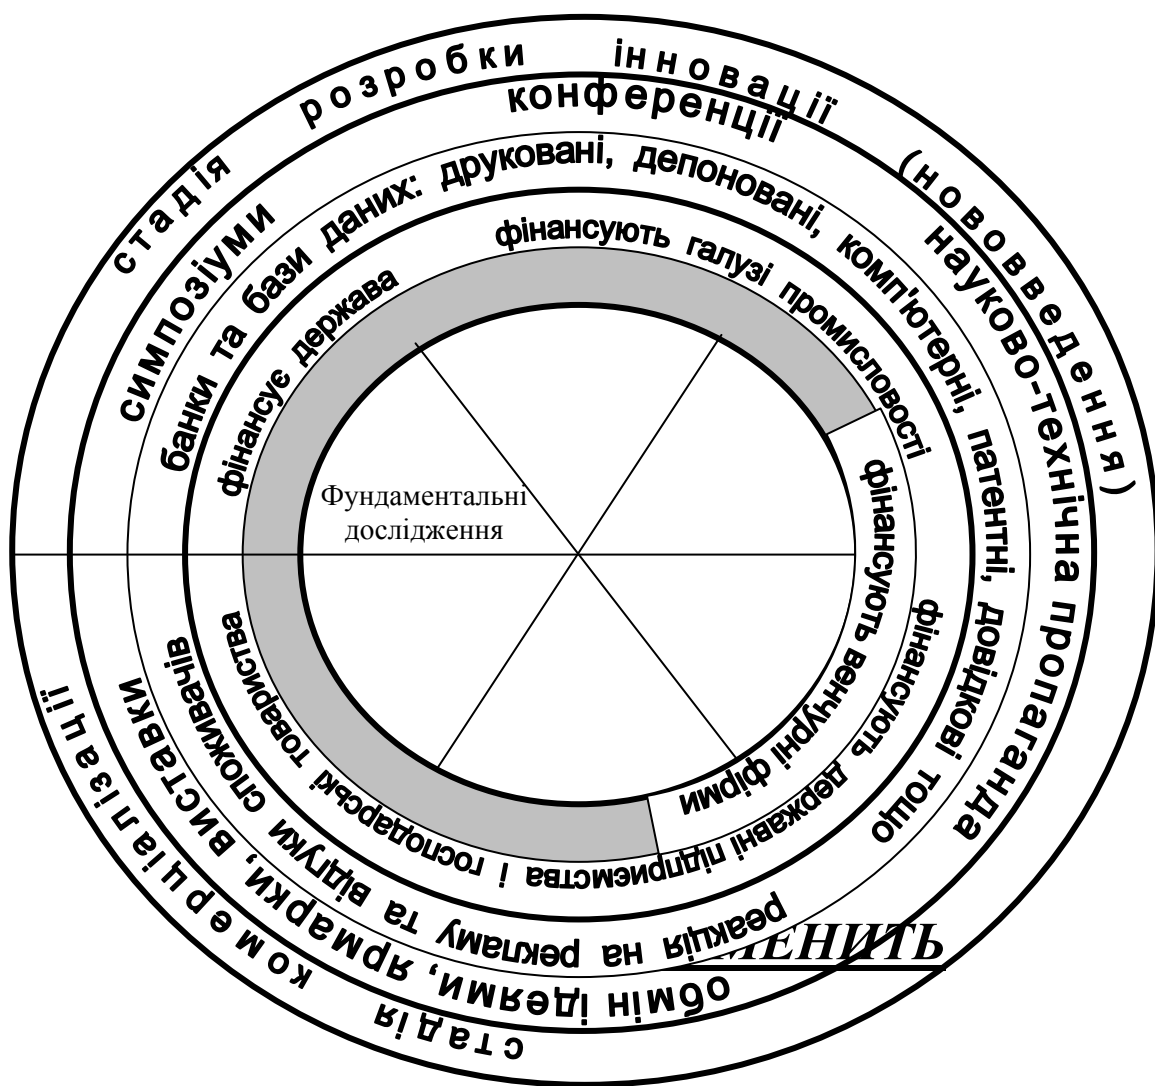 стадія розробки інновації (нововведення)
симпозіуми конференції науково-технічна пропаганда
банки та бази даних: друковані, депоновані, комп'ютерні, патентні, довідкові тощо
фінансує держава
фінансують галузі промисловості
фінансують венчурні фірми
фінансують державні підприємства і господарські товариства
Фундаментальні
дослідження
реакція на рекламу та відгуки споживачів
обмін ідеями, ярмарки, виставки
стадія комерціалізації